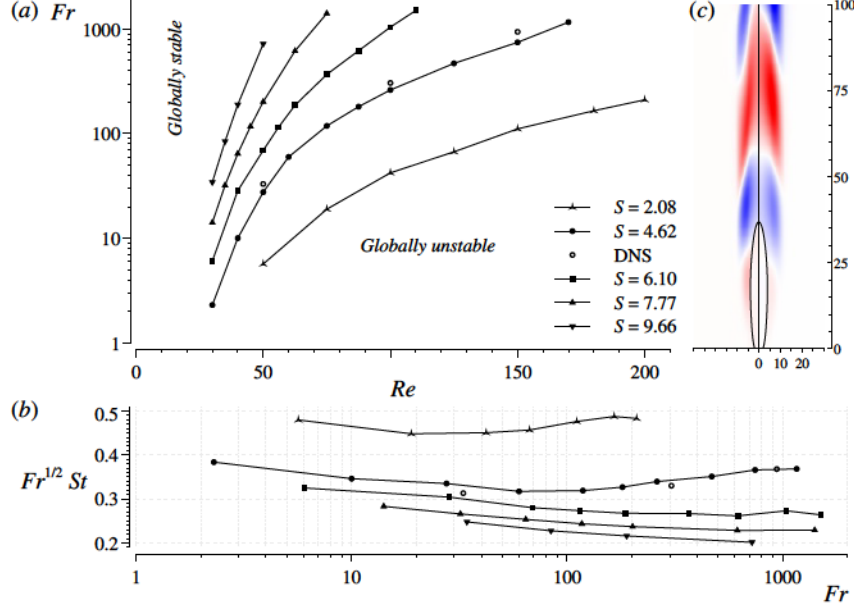 (a)
Fr
1000
100
10
1
Globally stable
Globally unstable
S = 2.08
S = 4.62
DNS
S = 6.10
S = 7.77
S = 9.66
0
50
100
150
200
Re
(c)
100
75
50
25
0
0
10
20
(b)
Fr^{1/2} St
0.5
0.4
0.3
0.2
1
10
100
1000
Fr